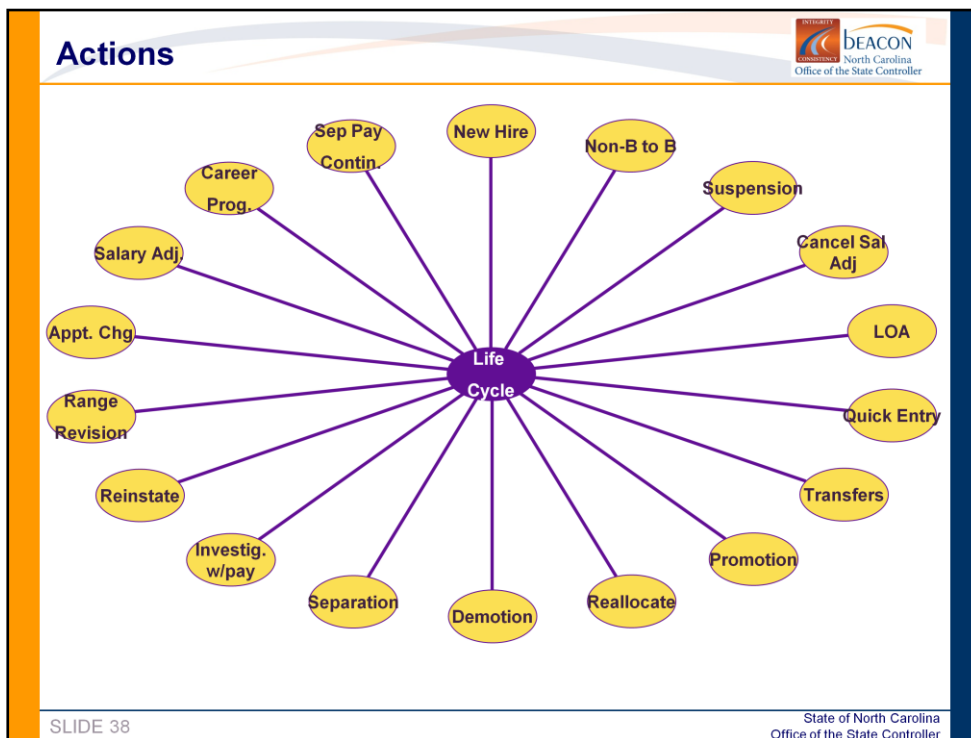 Actions
INTEGRITY
CONSISTENCY
BEACON
North Carolina
Office of the State Controller
New Hire
Non-B to B
Suspension
Cancel Sal
Adj
LOA
Quick Entry
Transfers
Promotion
Reallocate
Demotion
Separation
Investig.
w/pay
Reinstate
Range
Revision
Appt. Chg
Salary Adj.
Career
Prog.
Sep Pay
Contin.
Life
Cycle
SLIDE 38
State of North Carolina
Office of the State Controller